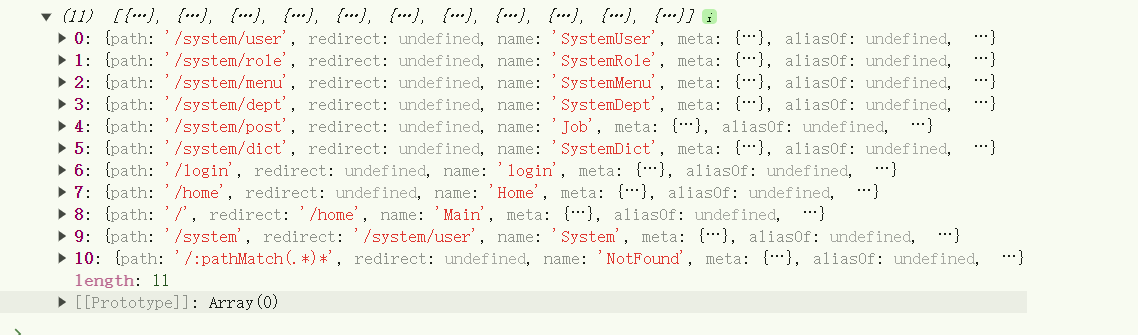 (11) [{…}, {…}, {…}, {…}, {…}, {…}, {…}, {…}, {…}, {…}, {…}] i
0: {path: '/system/user', redirect: undefined, name: 'SystemUser', meta: {…}, aliasOf: undefined, …}
1: {path: '/system/role', redirect: undefined, name: 'SystemRole', meta: {…}, aliasOf: undefined, …}
2: {path: '/system/menu', redirect: undefined, name: 'SystemMenu', meta: {…}, aliasOf: undefined, …}
3: {path: '/system/dept', redirect: undefined, name: 'SystemDept', meta: {…}, aliasOf: undefined, …}
4: {path: '/system/post', redirect: undefined, name: 'Job', meta: {…}, aliasOf: undefined, …}
5: {path: '/system/dict', redirect: undefined, name: 'SystemDict', meta: {…}, aliasOf: undefined, …}
6: {path: '/login', redirect: undefined, name: 'login', meta: {…}, aliasOf: undefined, …}
7: {path: '/home', redirect: undefined, name: 'Home', meta: {…}, aliasOf: undefined, …}
8: {path: '/', redirect: '/home', name: 'Main', meta: {…}, aliasOf: undefined, …}
9: {path: '/system', redirect: '/system/user', name: 'System', meta: {…}, aliasOf: undefined, …}
10: {path: '/:pathMatch(.*)*', redirect: undefined, name: 'NotFound', meta: {…}, aliasOf: undefined, …}
length: 11
[[Prototype]]: Array(0)